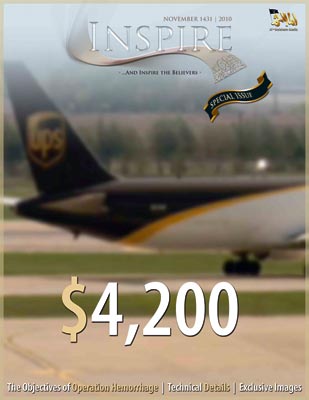 NOVEMBER 1431 | 2010
INSPIRE
- ...AND INSPIRE THE BELIEVERS -
SPECIAL ISSUE
ups
$4,200
The Objectives of Operation Hemorrhage | Technical Details | Exclusive Images